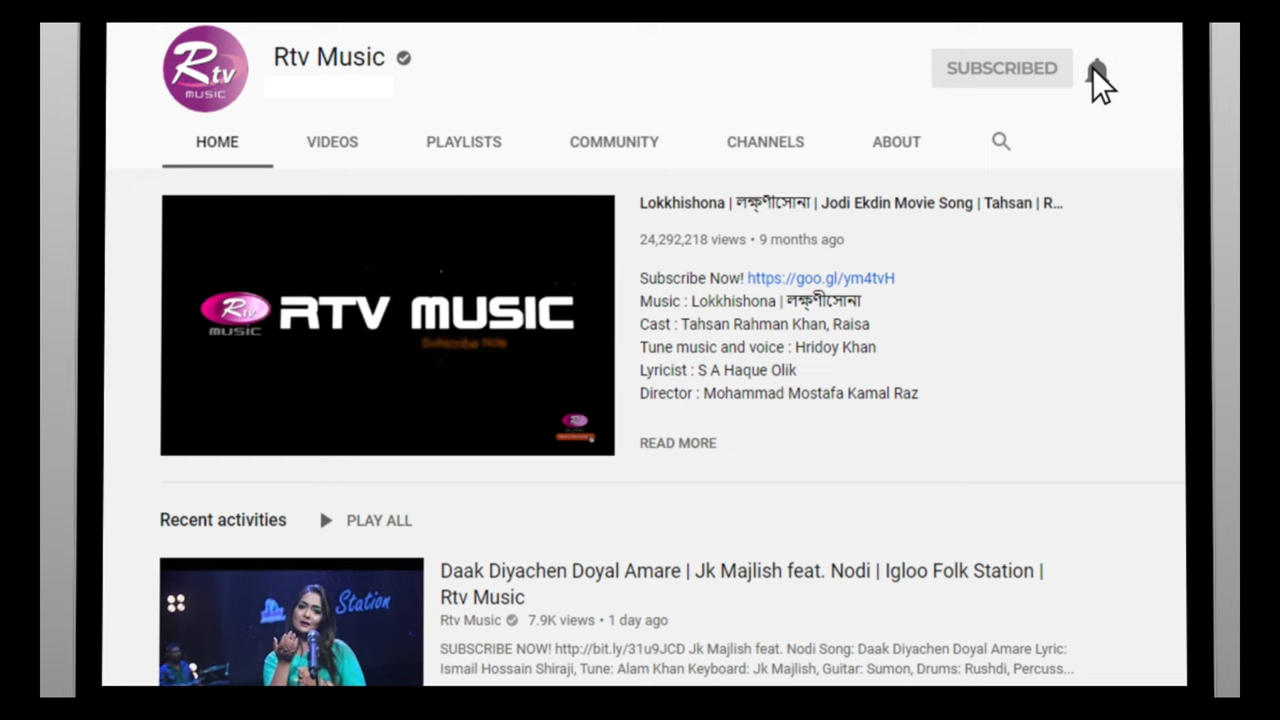 Rtv
MUSIC
Rtv Music
SUBSCRIBED
HOME VIDEOS PLAYLISTS COMMUNITY CHANNELS ABOUT
Lokkhishona | লক্ষ্ণীসোনা | Jodi Ekdin Movie Song | Tahsan | R...
24,292,218 views • 9 months ago
Subscribe Now! https://goo.gl/ym4tvH
Music : Lokkhishona | লক্ষ্ণীসোনা
Cast : Tahsan Rahman Khan, Raisa
Tune music and voice : Hridoy Khan
Lyricist : S A Haque Olik
Director : Mohammad Mostafa Kamal Raz
READ MORE
Rtv
MUSIC
RTV MUSIC
Subscribe Now
Recent activities PLAY ALL
Station
Daak Diyachen Doyal Amare | Jk Majlish feat. Nodi | Igloo Folk Station |
Rtv Music
Rtv Music 7.9K views • 1 day ago
SUBSCRIBE NOW! http://bit.ly/31u9JCD Jk Majlish feat. Nodi Song: Daak Diyachen Doyal Amare Lyric:
Ismail Hossain Shiraji, Tune: Alam Khan Keyboard: Jk Majlish, Guitar: Sumon, Drums: Rushdi, Percuss...